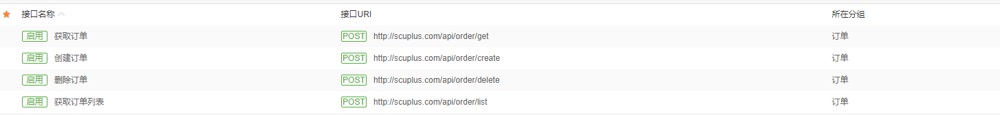 接口名称 接口URI 所在分组
启用 获取订单 POST http://scuplus.com/api/order/get 订单
启用 创建订单 POST http://scuplus.com/api/order/create 订单
启用 删除订单 POST http://scuplus.com/api/order/delete 订单
启用 获取订单列表 POST http://scuplus.com/api/order/list 订单